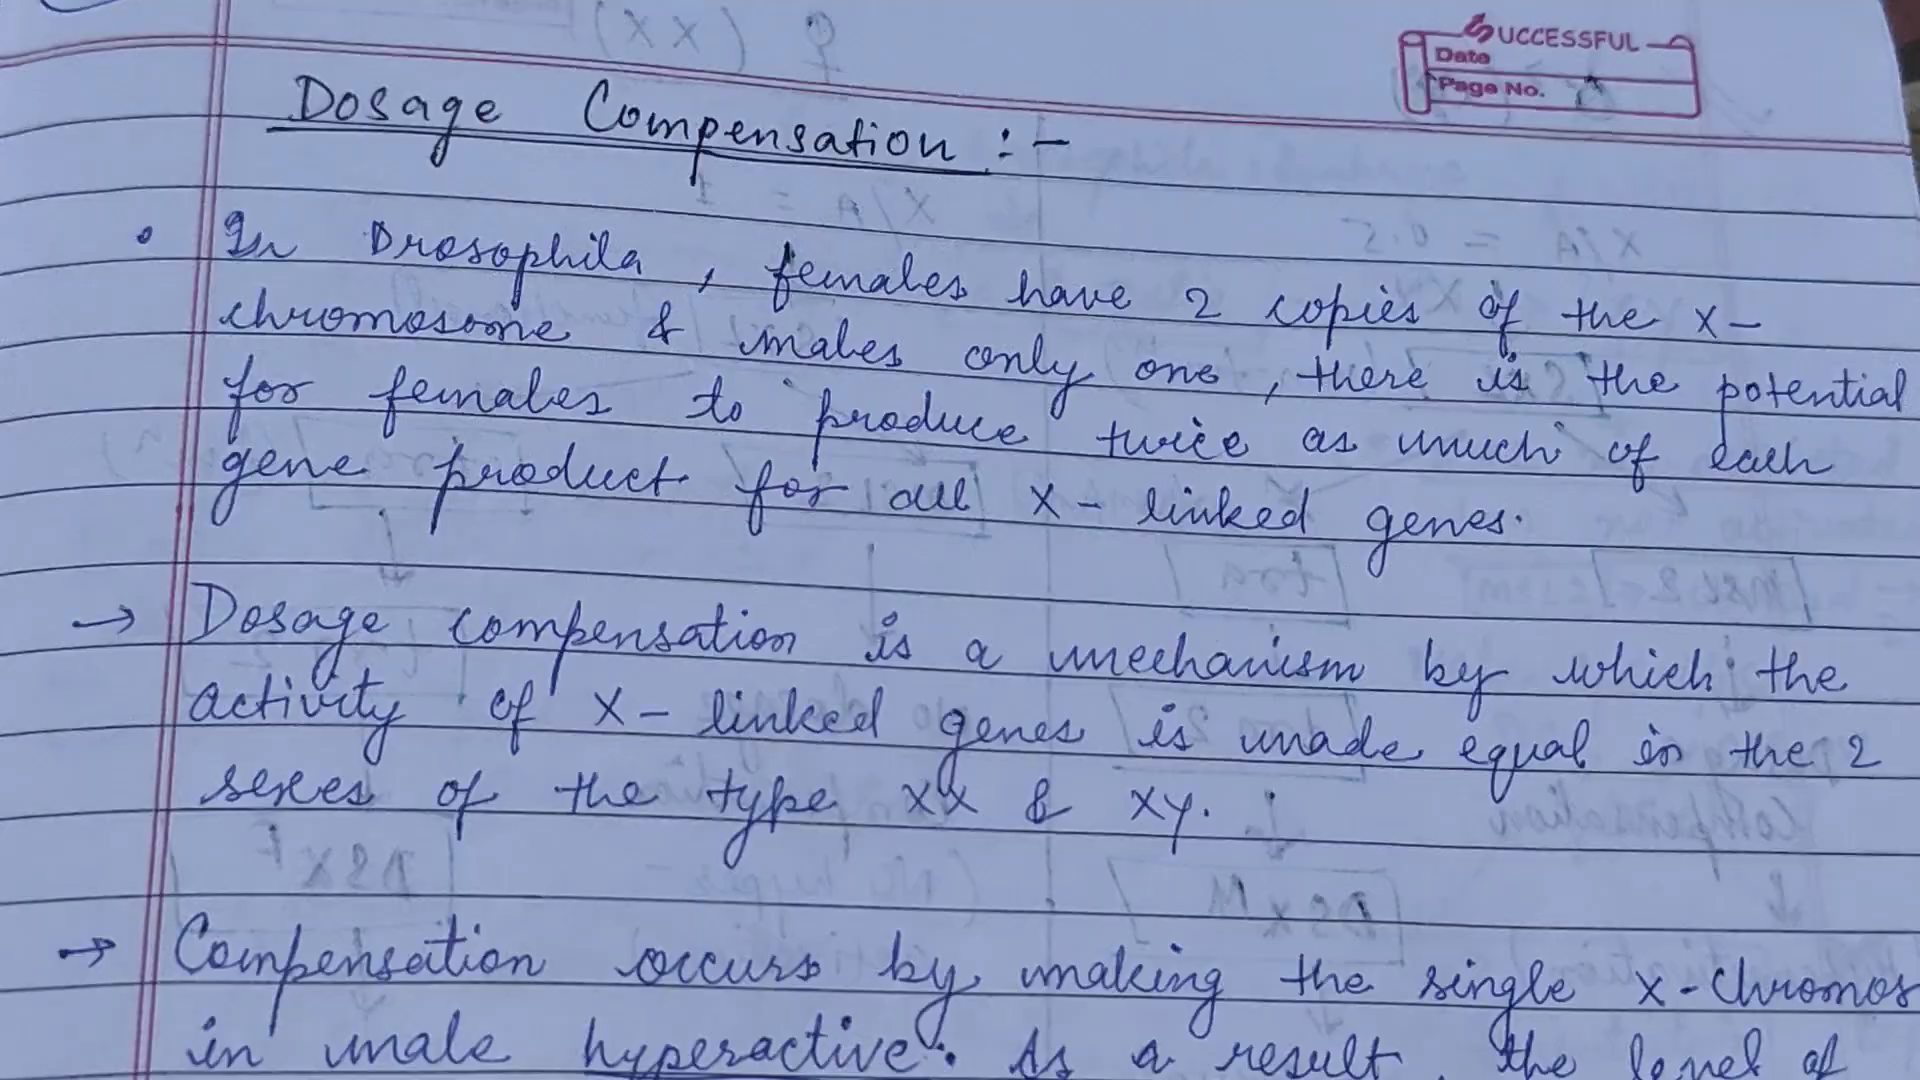 SUCCESSFUL
Date
Page No.
Dosage Compensation :-
• In Drosophila, females have 2 copies of the X-
chromosome & males only one, there is the potential
for females to produce twice as much of each
gene product for all X-linked genes.
→ Dosage compensation is a mechanism by which the
activity of X-linked genes is made equal in the 2
sexes of the type XX & XY.
→ Compensation occurs by making the single X-Chromos
in male hyperactive. As a result, the level of